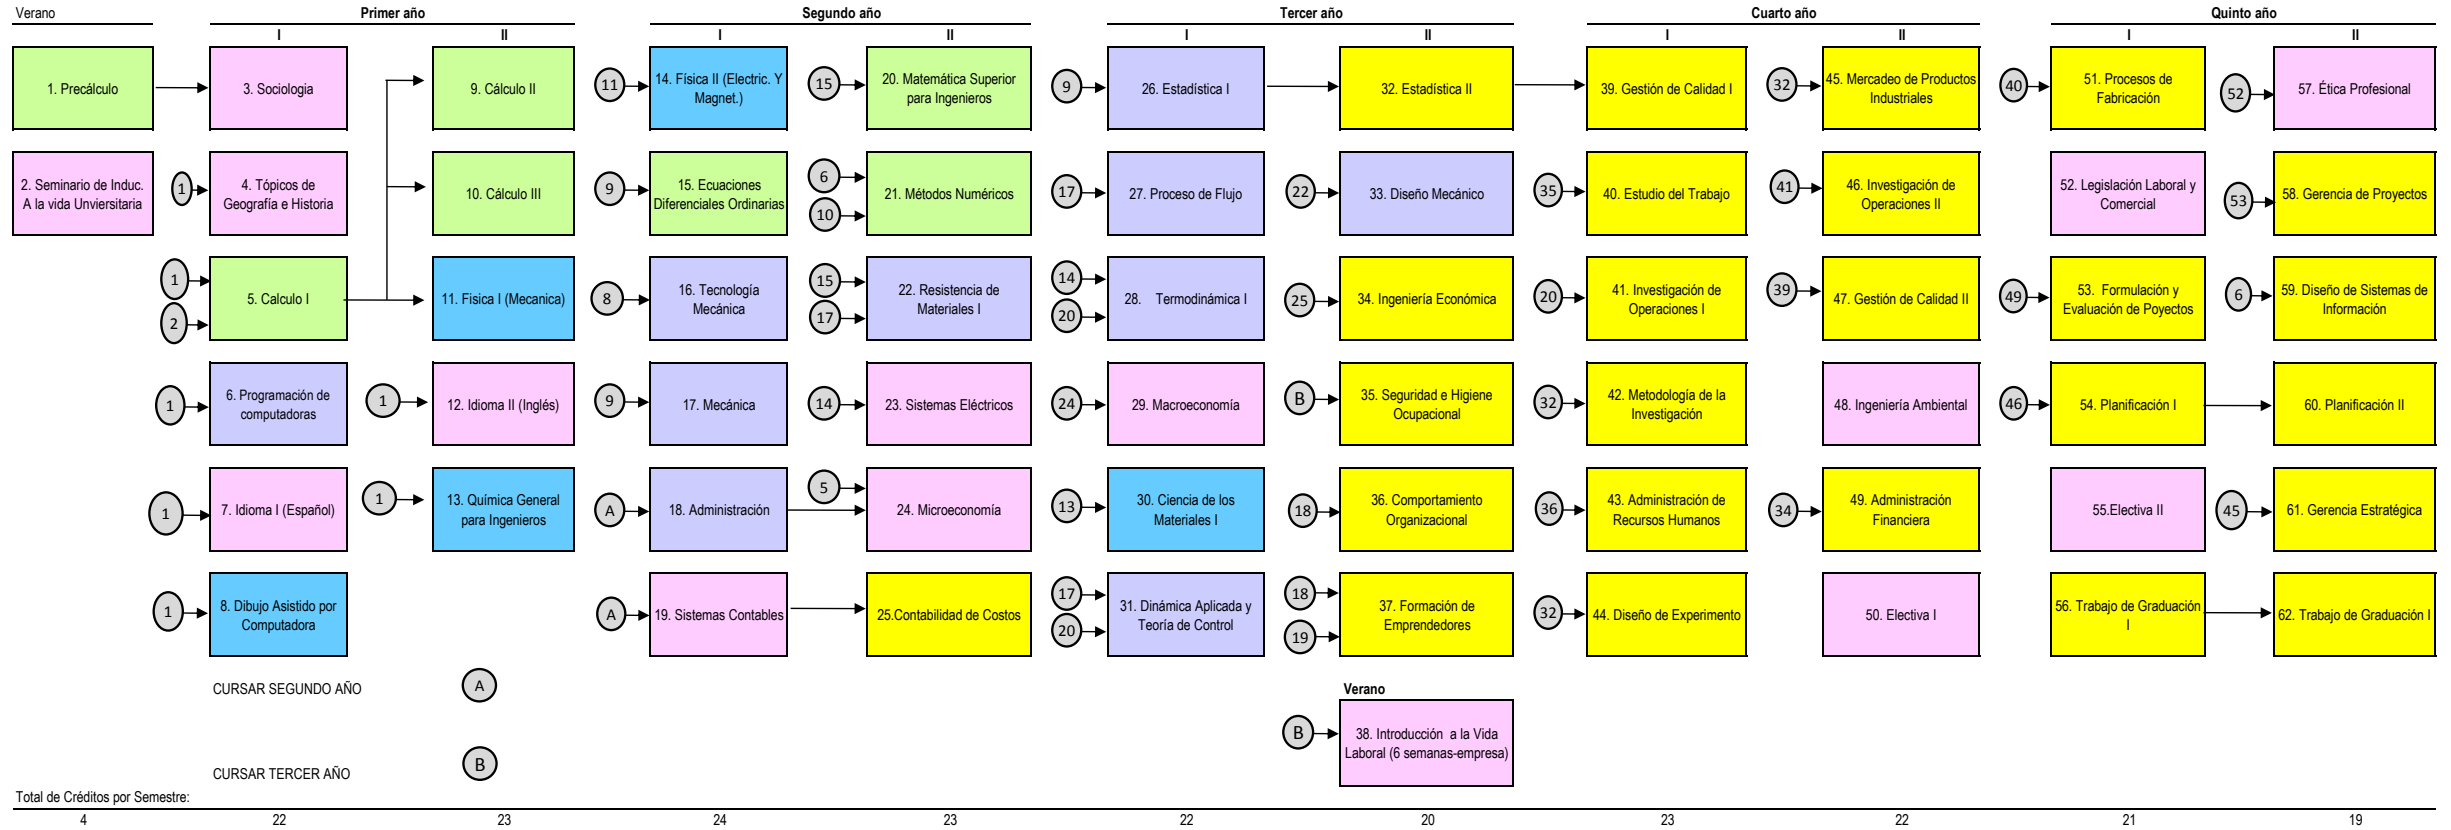 Verano
Primer año
Segundo año
Tercer año
Cuarto año
Quinto año
I
II
I
II
I
II
I
II
I
II
1. Precálculo
3. Sociologia
9. Cálculo II
11
14. Física II (Electric. Y
Magnet.)
15
20. Matemática Superior
para Ingenieros
9
26. Estadística I
32. Estadística II
39. Gestión de Calidad I
32
45. Mercadeo de Productos
Industriales
40
51. Procesos de
Fabricación
52
57. Ética Profesional
2. Seminario de Induc.
A la vida Unviersitaria
1
4. Tópicos de
Geografía e Historia
10. Cálculo III
9
15. Ecuaciones
Diferenciales Ordinarias
6
10
21. Métodos Numéricos
17
27. Proceso de Flujo
22
33. Diseño Mecánico
35
40. Estudio del Trabajo
41
46. Investigación de
Operaciones II
52. Legislación Laboral y
Comercial
53
58. Gerencia de Proyectos
1
2
5. Calculo I
11. Fisica I (Mecanica)
8
16. Tecnología
Mecánica
15
17
22. Resistencia de
Materiales I
14
20
28. Termodinámica I
25
34. Ingeniería Económica
20
41. Investigación de
Operaciones I
39
47. Gestión de Calidad II
49
53. Formulación y
Evaluación de Poyectos
6
59. Diseño de Sistemas de
Información
1
6. Programación de
computadoras
1
12. Idioma II (Inglés)
9
17. Mecánica
14
23. Sistemas Eléctricos
24
29. Macroeconomía
B
35. Seguridad e Higiene
Ocupacional
32
42. Metodología de la
Investigación
48. Ingeniería Ambiental
46
54. Planificación I
60. Planificación II
1
7. Idioma I (Español)
1
13. Química General
para Ingenieros
A
18. Administración
5
24. Microeconomía
13
30. Ciencia de los
Materiales I
18
36. Comportamiento
Organizacional
36
43. Administración de
Recursos Humanos
34
49. Administración
Financiera
55.Electiva II
45
61. Gerencia Estratégica
1
8. Dibujo Asistido por
Computadora
A
19. Sistemas Contables
25.Contabilidad de Costos
17
20
31. Dinámica Aplicada y
Teoría de Control
18
19
37. Formación de
Emprendedores
32
44. Diseño de Experimento
50. Electiva I
56. Trabajo de Graduación
I
62. Trabajo de Graduación I
CURSAR SEGUNDO AÑO
A
Verano
B
38. Introducción a la Vida
Laboral (6 semanas-empresa)
CURSAR TERCER AÑO
B
Total de Créditos por Semestre:
4
22
23
24
23
22
20
23
22
21
19